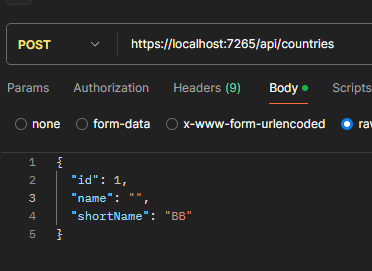 POST https://localhost:7265/api/countries
Params Authorization Headers (9) Body Scripts
none form-data x-www-form-urlencoded
1 {
2 "id": 1,
3 "name": "",
4 "shortName": "BB"
5 }